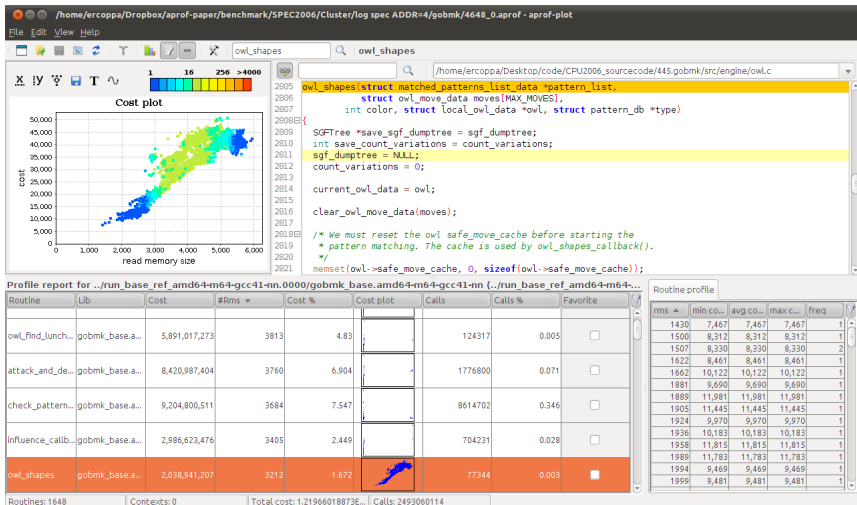 /home/ercoppa/Dropbox/aprof-paper/benchmark/SPEC2006/Cluster/log spec ADDR=4/gobmk/4648_0.aprof - aprof-plot
File Edit View Help
owl_shapes owl_shapes
1 16 256 >4000
Cost plot
cost
50,000
45,000
40,000
35,000
30,000
25,000
20,000
15,000
10,000
5,000
0
0 1,000 2,000 3,000 4,000 5,000 6,000
read memory size
/home/ercoppa/Desktop/code/CPU2006_sourcecode/445.gobmk/src/engine/owl.c
2805 owl_shapes(struct matched_patterns_list_data *pattern_list,
2806 struct owl_move_data moves[MAX_MOVES],
2807 int color, struct local_owl_data *owl, struct pattern_db *type)
2808 {
2809 SGFTree *save_sgf_dumptree = sgf_dumptree;
2810 int save_count_variations = count_variations;
2811 sgf_dumptree = NULL;
2812 count_variations = 0;
2813
2814 current_owl_data = owl;
2815
2816 clear_owl_move_data(moves);
2817
2818 /* We must reset the owl safe_move_cache before starting the
2819 * pattern matching. The cache is used by owl_shapes_callback().
2820 */
2821 memset(owl->safe_move_cache, 0, sizeof(owl->safe_move_cache));
Profile report for ../run_base_ref_amd64-m64-gcc41-nn.0000/gobmk_base.amd64-m64-gcc41-nn (../run_base_ref_amd64-m64-...
Routine Lib Cost #Rms Cost % Cost plot Calls Calls % Favorite
owl_find_lunch... gobmk_base.a... 5,891,017,273 3813 4.83 124317 0.005
attack_and_de... gobmk_base.a... 8,420,987,404 3760 6.904 1776800 0.071
check_pattern... gobmk_base.a... 9,204,800,511 3684 7.547 8614702 0.346
influence_callb... gobmk_base.a... 2,986,623,476 3405 2.449 704231 0.028
owl_shapes gobmk_base.a... 2,038,941,207 3212 1.672 77344 0.003
Routines: 1648 Contexts: 0 Total cost: 1.21966018873E... Calls: 2493060114
Routine profile
rms min co... avg co... max c... freq
1430 7,467 7,467 7,467 1
1500 8,312 8,312 8,312 1
1507 8,330 8,330 8,330 2
1622 8,461 8,461 8,461 1
1662 10,122 10,122 10,122 1
1881 9,690 9,690 9,690 1
1889 11,981 11,981 11,981 1
1905 11,445 11,445 11,445 1
1924 9,970 9,970 9,970 1
1936 10,183 10,183 10,183 1
1958 11,815 11,815 11,815 1
1989 11,783 11,783 11,783 1
1994 9,469 9,469 9,469 1
1999 9,481 9,481 9,481 1